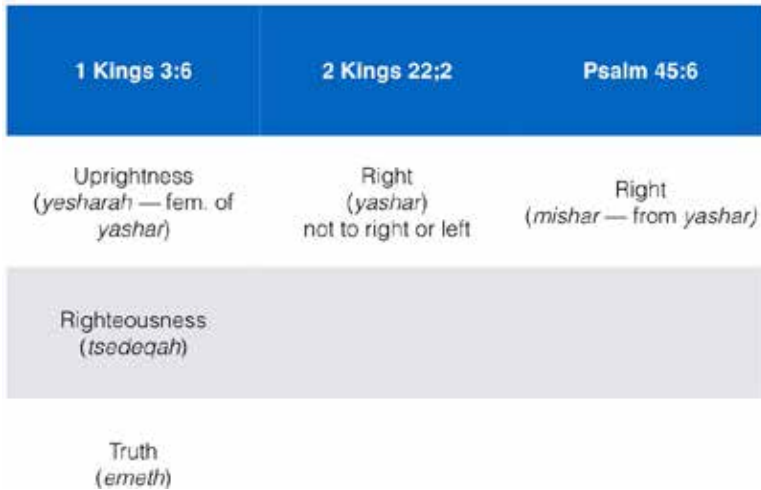 1 Kings 3:6
2 Kings 22;2
Psalm 45:6
Uprightness
(yesharah — fem. of
yashar)
Right
(yashar)
not to right or left
Right
(mishar — from yashar)
Righteousness
(tsedeqah)
Truth
(emeth)